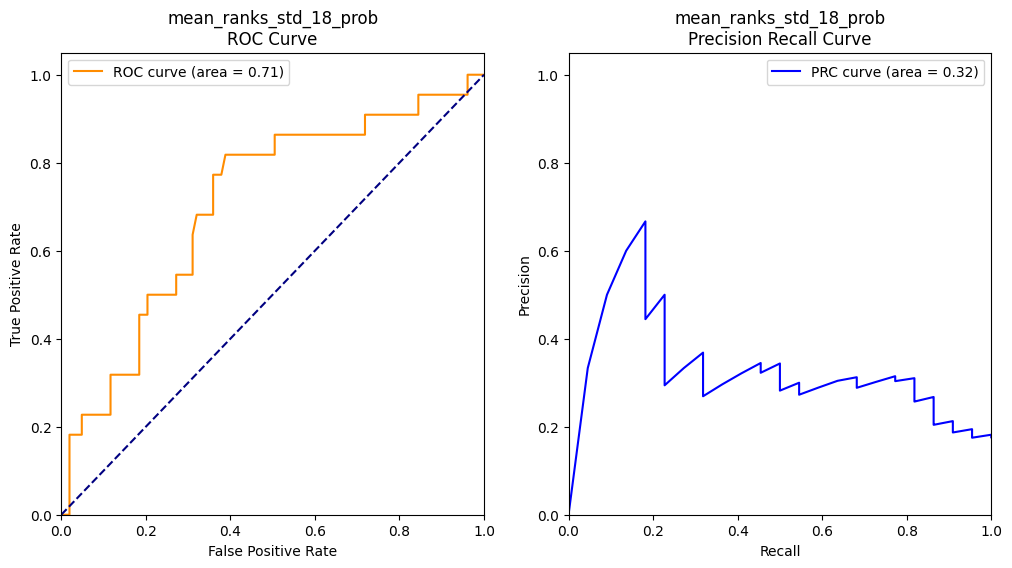 mean_ranks_std_18_prob
ROC Curve
ROC curve (area = 0.71)
1.0
0.8
0.6
0.4
0.2
0.0
True Positive Rate
0.0 0.2 0.4 0.6 0.8 1.0
False Positive Rate
mean_ranks_std_18_prob
Precision Recall Curve
PRC curve (area = 0.32)
1.0
0.8
0.6
0.4
0.2
0.0
Precision
0.0 0.2 0.4 0.6 0.8 1.0
Recall